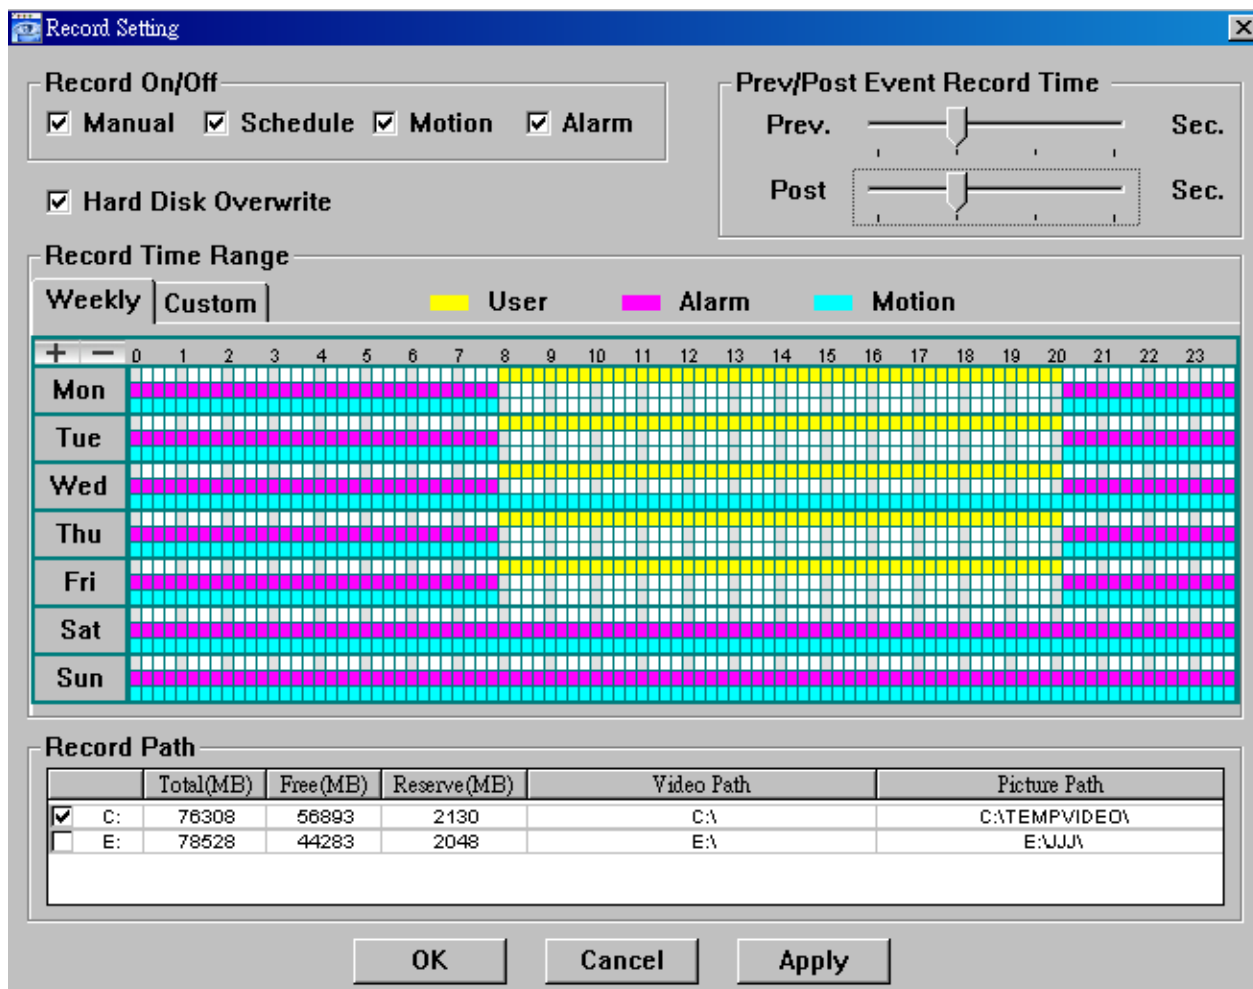 Record Setting
Record On/Off
Manual Schedule Motion Alarm
Hard Disk Overwrite
Prev/Post Event Record Time
Prev. Sec.
Post Sec.
Record Time Range
Weekly Custom User Alarm Motion
+ − 0 1 2 3 4 5 6 7 8 9 10 11 12 13 14 15 16 17 18 19 20 21 22 23
Mon
Tue
Wed
Thu
Fri
Sat
Sun
Record Path
Total(MB) Free(MB) Reserve(MB) Video Path Picture Path
C: 76308 56893 2130 C:\ C:\TEMPVIDEO\
E: 78528 44283 2048 E:\ E:\JJJ\
OK Cancel Apply